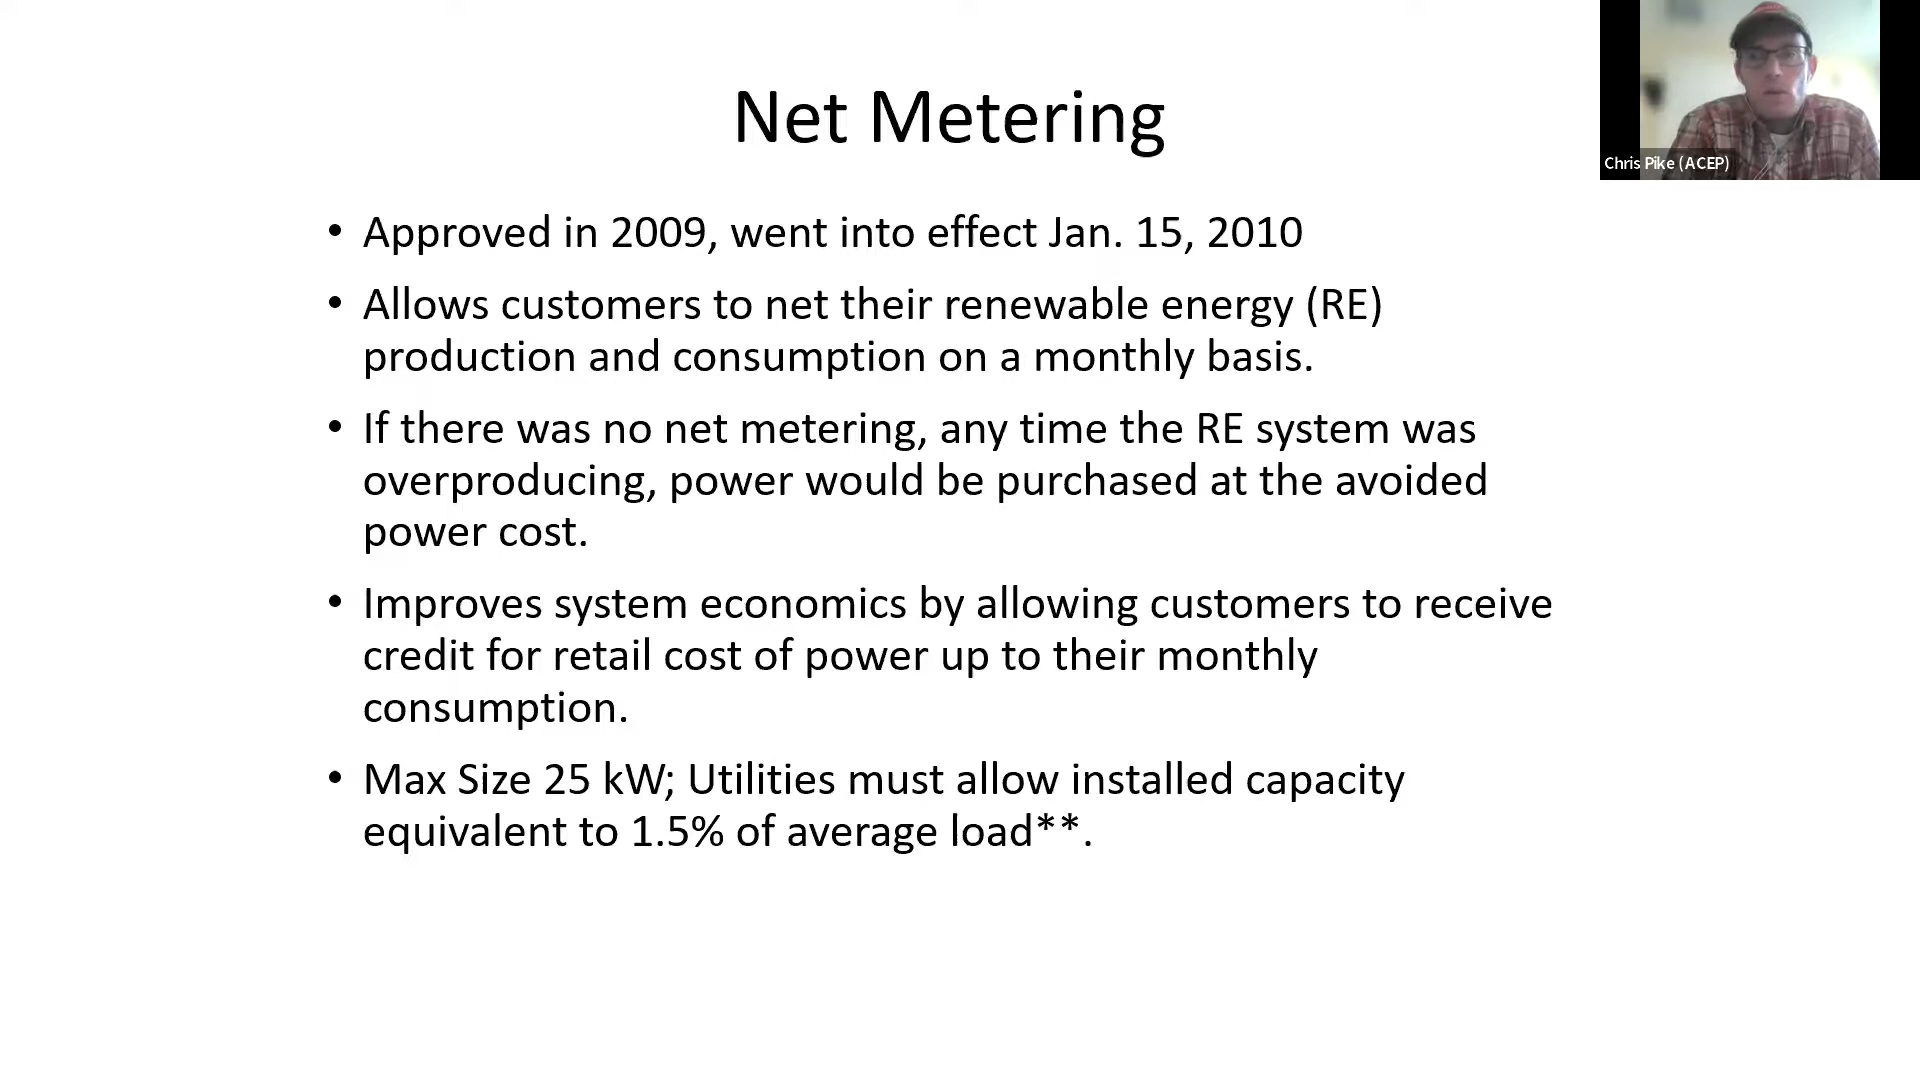 Net Metering
Chris Pike (ACEP)
• Approved in 2009, went into effect Jan. 15, 2010
• Allows customers to net their renewable energy (RE)
production and consumption on a monthly basis.
• If there was no net metering, any time the RE system was
overproducing, power would be purchased at the avoided
power cost.
• Improves system economics by allowing customers to receive
credit for retail cost of power up to their monthly
consumption.
• Max Size 25 kW; Utilities must allow installed capacity
equivalent to 1.5% of average load**.